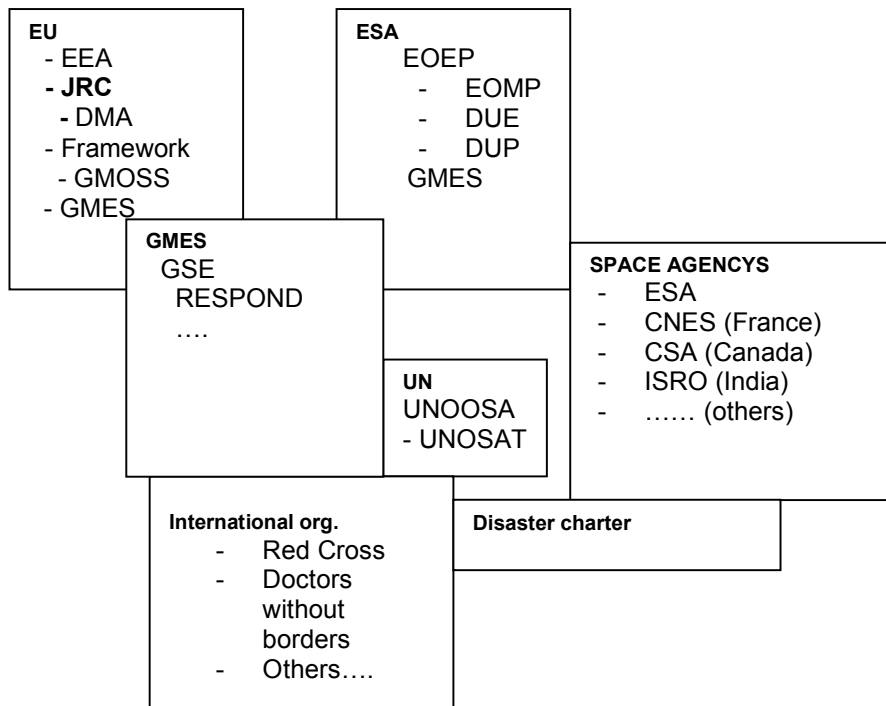 EU
- EEA
- JRC
- DMA
- Framework
- GMOSS
- GMES
ESA
EOEP
- EOMP
- DUE
- DUP
GMES
GMES
GSE
RESPOND
….
SPACE AGENCYS
- ESA
- CNES (France)
- CSA (Canada)
- ISRO (India)
- …… (others)
UN
UNOOSA
- UNOSAT
International org.
- Red Cross
- Doctors
without
borders
- Others….
Disaster charter